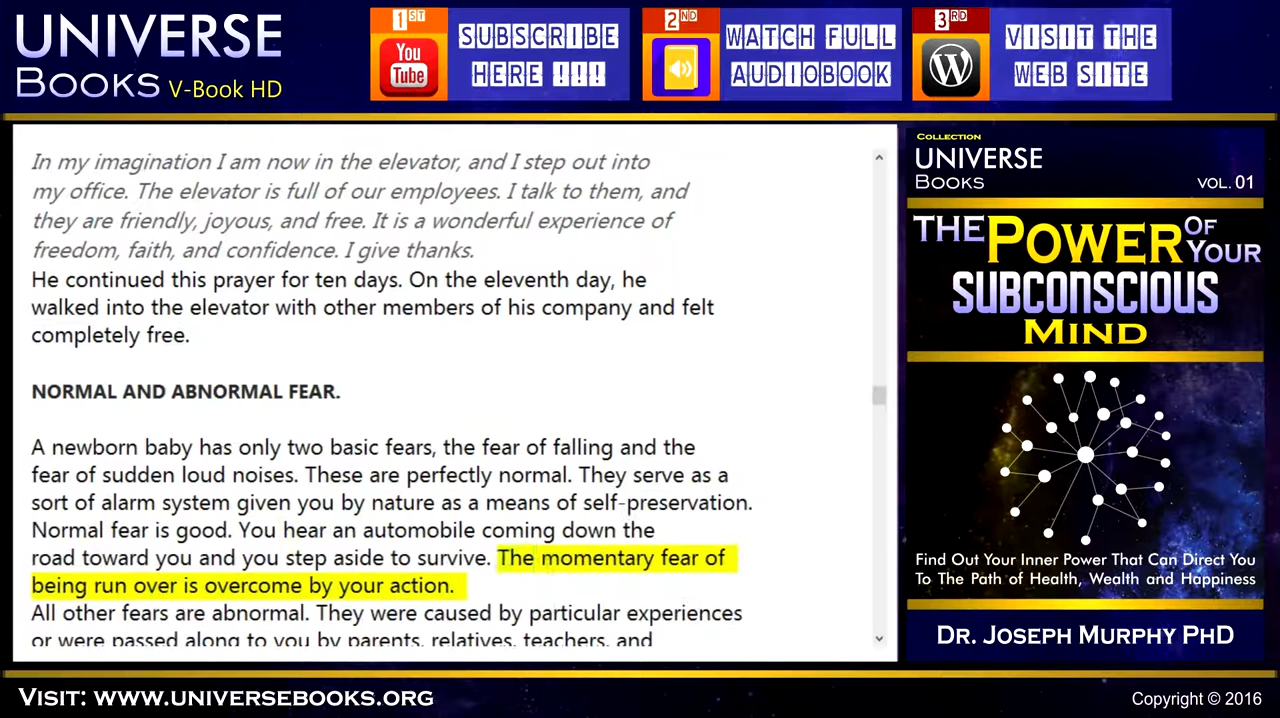 UNIVERSE
BOOKS V-Book HD
1ST
You
Tube
SUBSCRIBE
HERE !!!
2ND
WATCH FULL
AUDIOBOOK
3RD
VISIT THE
WEB SITE
In my imagination I am now in the elevator, and I step out into
my office. The elevator is full of our employees. I talk to them, and
they are friendly, joyous, and free. It is a wonderful experience of
freedom, faith, and confidence. I give thanks.
He continued this prayer for ten days. On the eleventh day, he
walked into the elevator with other members of his company and felt
completely free.
NORMAL AND ABNORMAL FEAR.
A newborn baby has only two basic fears, the fear of falling and the
fear of sudden loud noises. These are perfectly normal. They serve as a
sort of alarm system given you by nature as a means of self-preservation.
Normal fear is good. You hear an automobile coming down the
road toward you and you step aside to survive. The momentary fear of
being run over is overcome by your action.
All other fears are abnormal. They were caused by particular experiences
or were passed along to you by parents, relatives, teachers, and
COLLECTION
UNIVERSE
BOOKS VOL. 01
THE POWER OF
YOUR
SUBCONSCIOUS
MIND
Find Out Your Inner Power That Can Direct You
To The Path of Health, Wealth and Happiness
DR. JOSEPH MURPHY PHD
VISIT: WWW.UNIVERSEBOOKS.ORG
Copyright © 2016